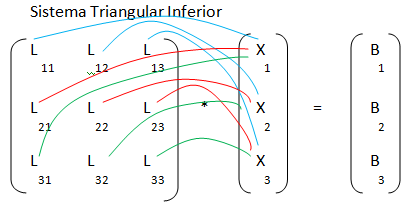 Sistema Triangular Inferior
L L L X B
11 12 13 1 1
L L L * X = B
21 22 23 2 2
L L L X B
31 32 33 3 3